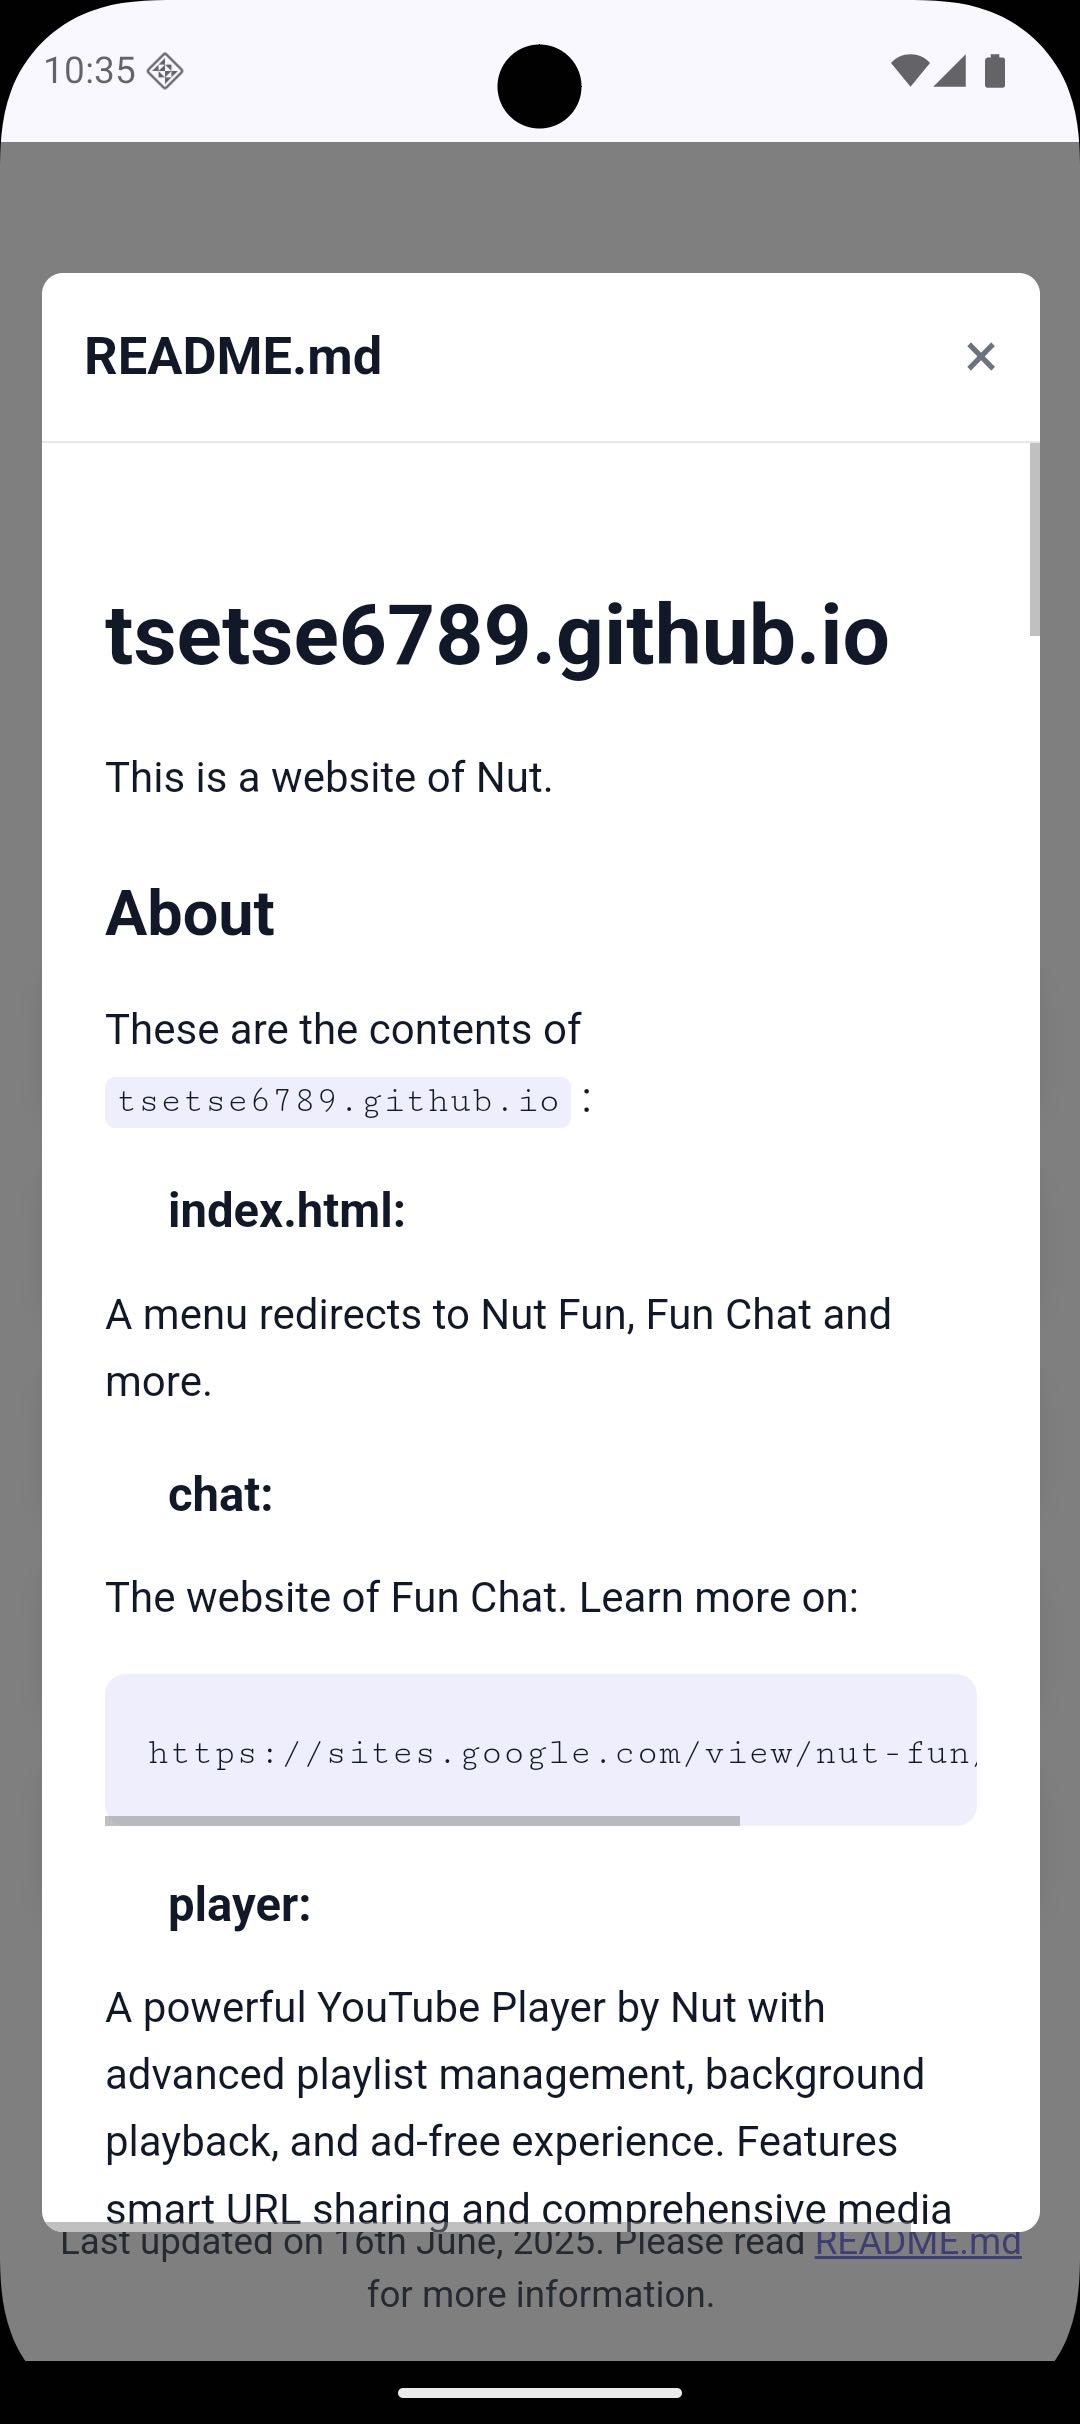 10:35
README.md
×
tsetse6789.github.io
This is a website of Nut.
About
These are the contents of
tsetse6789.github.io :
index.html:
A menu redirects to Nut Fun, Fun Chat and
more.
chat:
The website of Fun Chat. Learn more on:
https://sites.google.com/view/nut-fun/
player:
A powerful YouTube Player by Nut with
advanced playlist management, background
playback, and ad-free experience. Features
smart URL sharing and comprehensive media
Last updated on 16th June, 2025. Please read README.md
for more information.